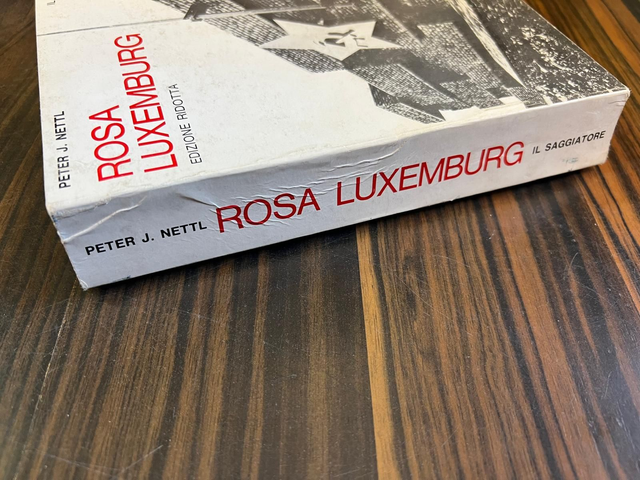 PETER J. NETTL
ROSA
LUXEMBURG
EDIZIONE RIDOTTA
PETER J. NETTL ROSA LUXEMBURG IL SAGGIATORE